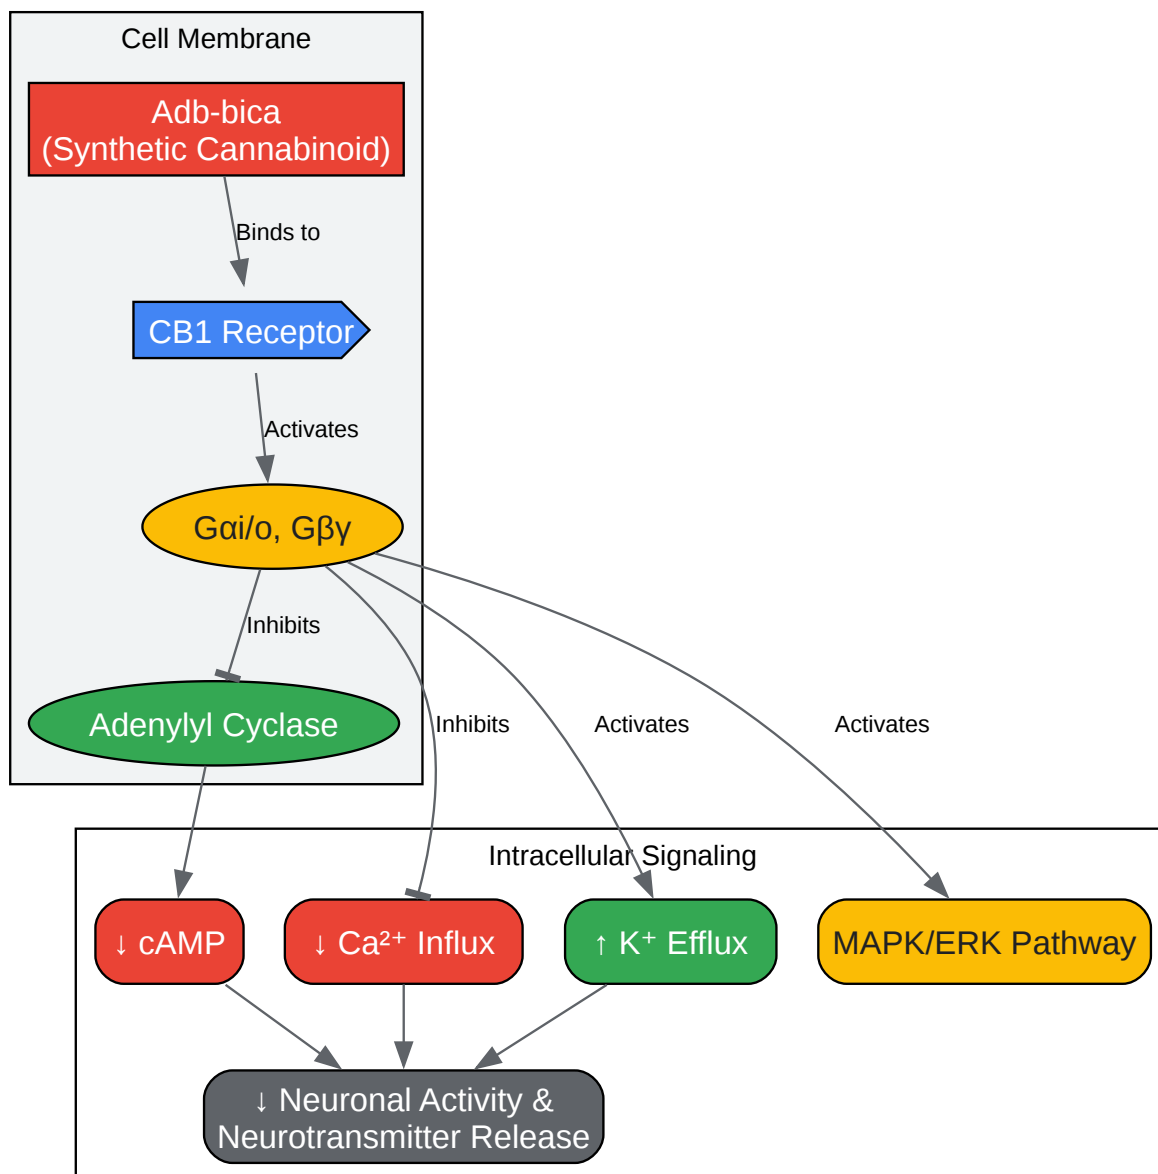 Cell Membrane
Adb-bica
(Synthetic Cannabinoid)
Binds to
CB1 Receptor
Activates
Gαi/o, Gβγ
Inhibits
Adenylyl Cyclase
Inhibits
Activates
Activates
Intracellular Signaling
↓ cAMP
↓ Ca²⁺ Influx
↑ K⁺ Efflux
MAPK/ERK Pathway
↓ Neuronal Activity &
Neurotransmitter Release